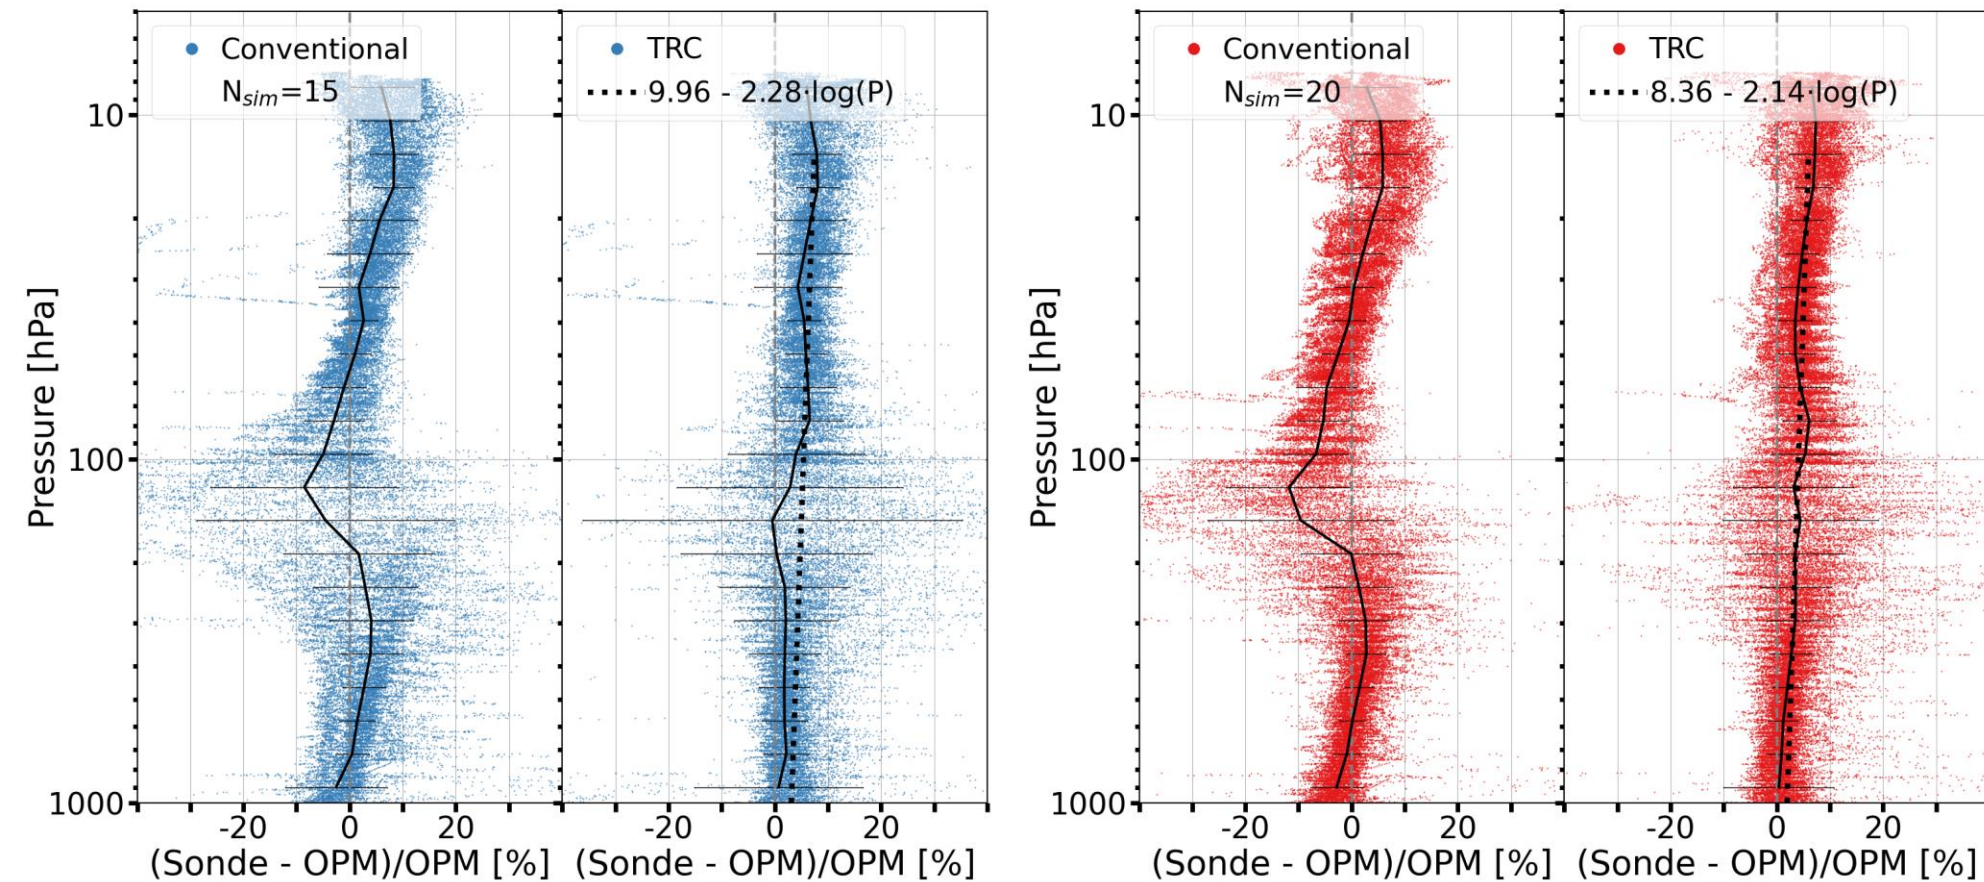 Conventional
N_sim=15
TRC
9.96 - 2.28·log(P)
Conventional
N_sim=20
TRC
8.36 - 2.14·log(P)
Pressure [hPa]
10
100
1000
-20 0 20
-20 0 20
(Sonde - OPM)/OPM [%]
(Sonde - OPM)/OPM [%]
Pressure [hPa]
10
100
1000
-20 0 20
-20 0 20
(Sonde - OPM)/OPM [%]
(Sonde - OPM)/OPM [%]